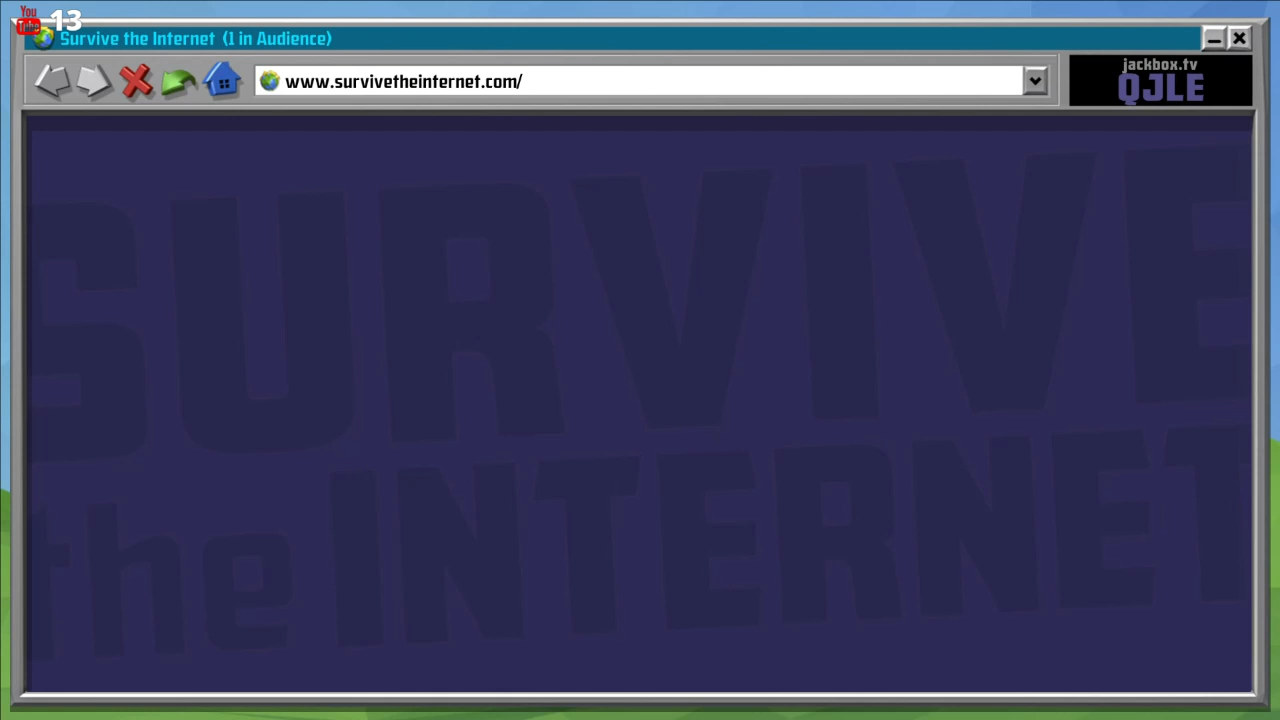 You
Tube 13
Survive the Internet (1 in Audience)
www.survivetheinternet.com/
jackbox.tv
QJLE
SURVIVE
the INTERNET